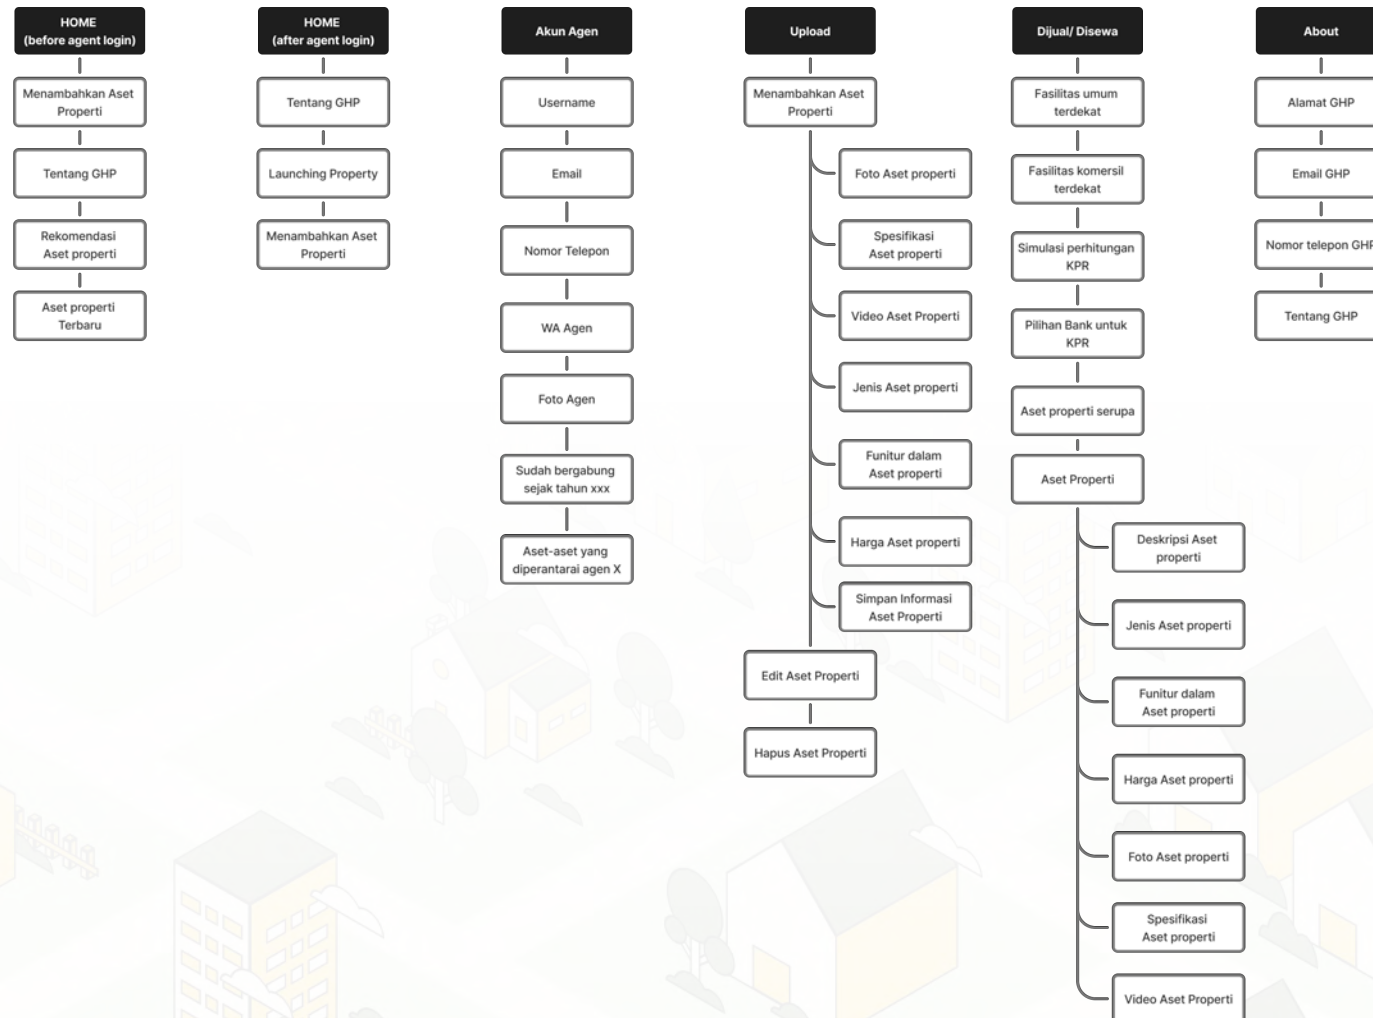 HOME
(before agent login)
Menambahkan Aset
Properti
Tentang GHP
Rekomendasi
Aset properti
Aset properti
Terbaru
HOME
(after agent login)
Tentang GHP
Launching Property
Menambahkan Aset
Properti
Akun Agen
Username
Email
Nomor Telepon
WA Agen
Foto Agen
Sudah bergabung
sejak tahun xxx
Aset-aset yang
diperantarai agen X
Upload
Menambahkan Aset
Properti
Foto Aset properti
Spesifikasi
Aset properti
Video Aset Properti
Jenis Aset properti
Funitur dalam
Aset properti
Harga Aset properti
Simpan Informasi
Aset Properti
Edit Aset Properti
Hapus Aset Properti
Dijual/ Disewa
Fasilitas umum
terdekat
Fasilitas komersil
terdekat
Simulasi perhitungan
KPR
Pilihan Bank untuk
KPR
Aset properti serupa
Aset Properti
Deskripsi Aset
properti
Jenis Aset properti
Funitur dalam
Aset properti
Harga Aset properti
Foto Aset properti
Spesifikasi
Aset properti
Video Aset Properti
About
Alamat GHP
Email GHP
Nomor telepon GHP
Tentang GHP